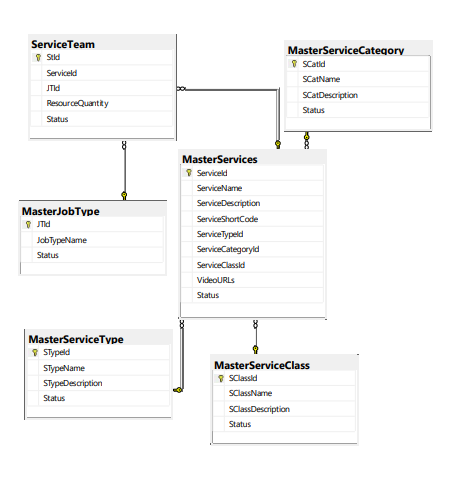 ServiceTeam
StId
ServiceId
JTId
ResourceQuantity
Status
MasterServiceCategory
SCatId
SCatName
SCatDescription
Status
MasterServices
ServiceId
ServiceName
ServiceDescription
ServiceShortCode
ServiceTypeId
ServiceCategoryId
ServiceClassId
VideoURLs
Status
MasterJobType
JTId
JobTypeName
Status
MasterServiceType
STypeId
STypeName
STypeDescription
Status
MasterServiceClass
SClassId
SClassName
SClassDescription
Status